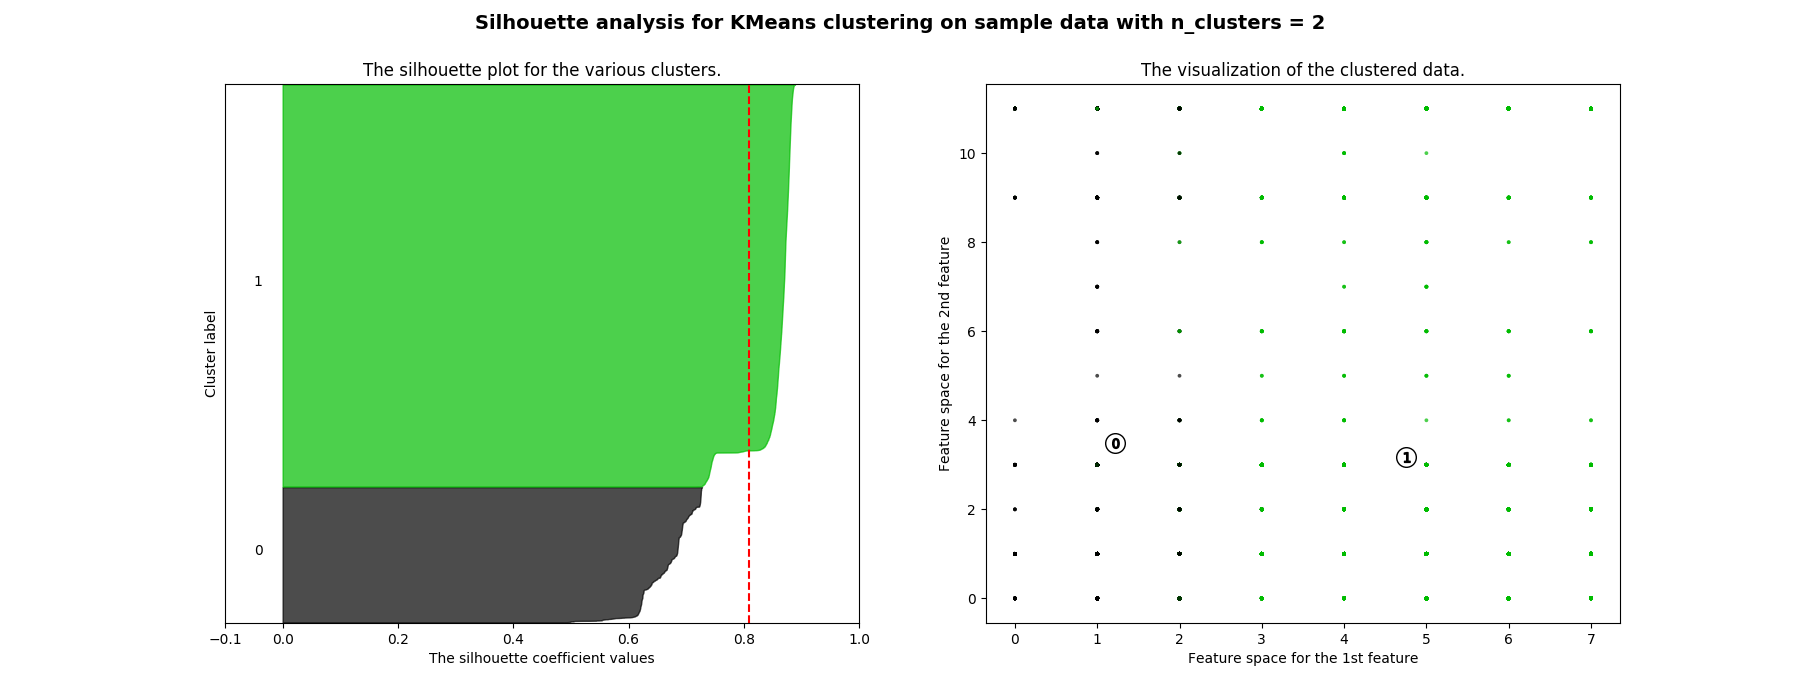 Silhouette analysis for KMeans clustering on sample data with n_clusters = 2
The silhouette plot for the various clusters.
Cluster label
1
0
−0.1 0.0 0.2 0.4 0.6 0.8 1.0
The silhouette coefficient values
The visualization of the clustered data.
Feature space for the 2nd feature
10
8
6
4
2
0
0
1
0 1 2 3 4 5 6 7
Feature space for the 1st feature